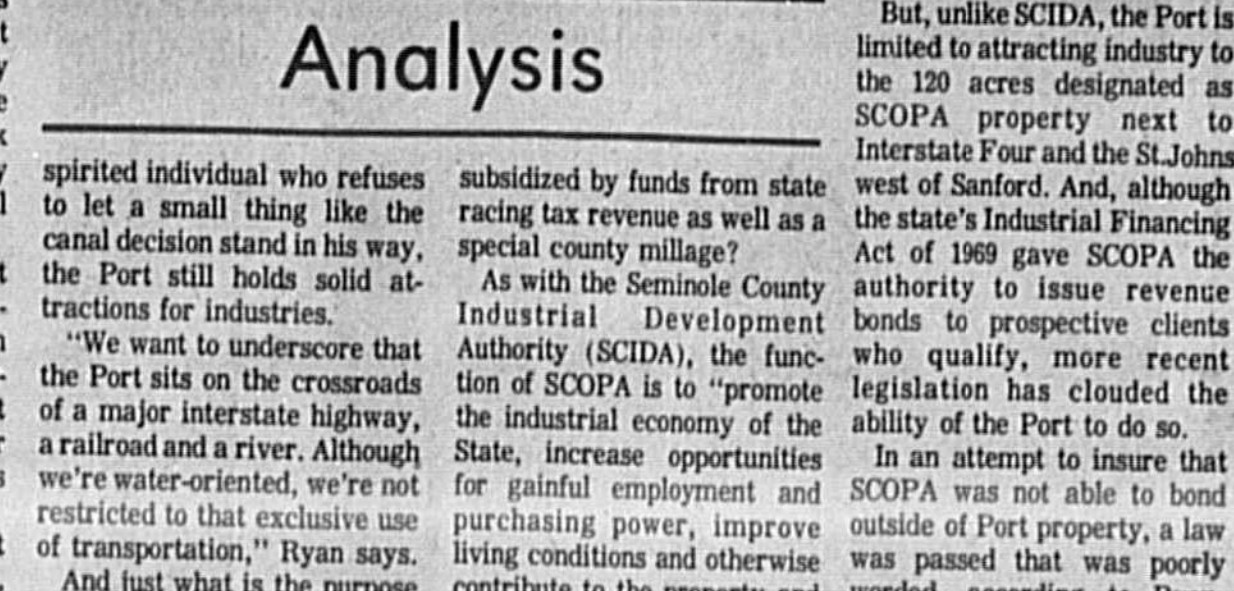 Analysis
spirited individual who refuses
to let a small thing like the
canal decision stand in his way,
the Port still holds solid at-
tractions for industries.
"We want to underscore that
the Port sits on the crossroads
of a major interstate highway,
a railroad and a river. Although
we're water-oriented, we're not
restricted to that exclusive use
of transportation," Ryan says.
And just what is the purpose
subsidized by funds from state
racing tax revenue as well as a
special county millage?
As with the Seminole County
Industrial Development
Authority (SCIDA), the func-
tion of SCOPA is to "promote
the industrial economy of the
State, increase opportunities
for gainful employment and
purchasing power, improve
living conditions and otherwise
contribute to the property and
But, unlike SCIDA, the Port is
limited to attracting industry to
the 120 acres designated as
SCOPA property next to
Interstate Four and the St.Johns
west of Sanford. And, although
the state's Industrial Financing
Act of 1969 gave SCOPA the
authority to issue revenue
bonds to prospective clients
who qualify, more recent
legislation has clouded the
ability of the Port to do so.
In an attempt to insure that
SCOPA was not able to bond
outside of Port property, a law
was passed that was poorly
worded, according to Ryan